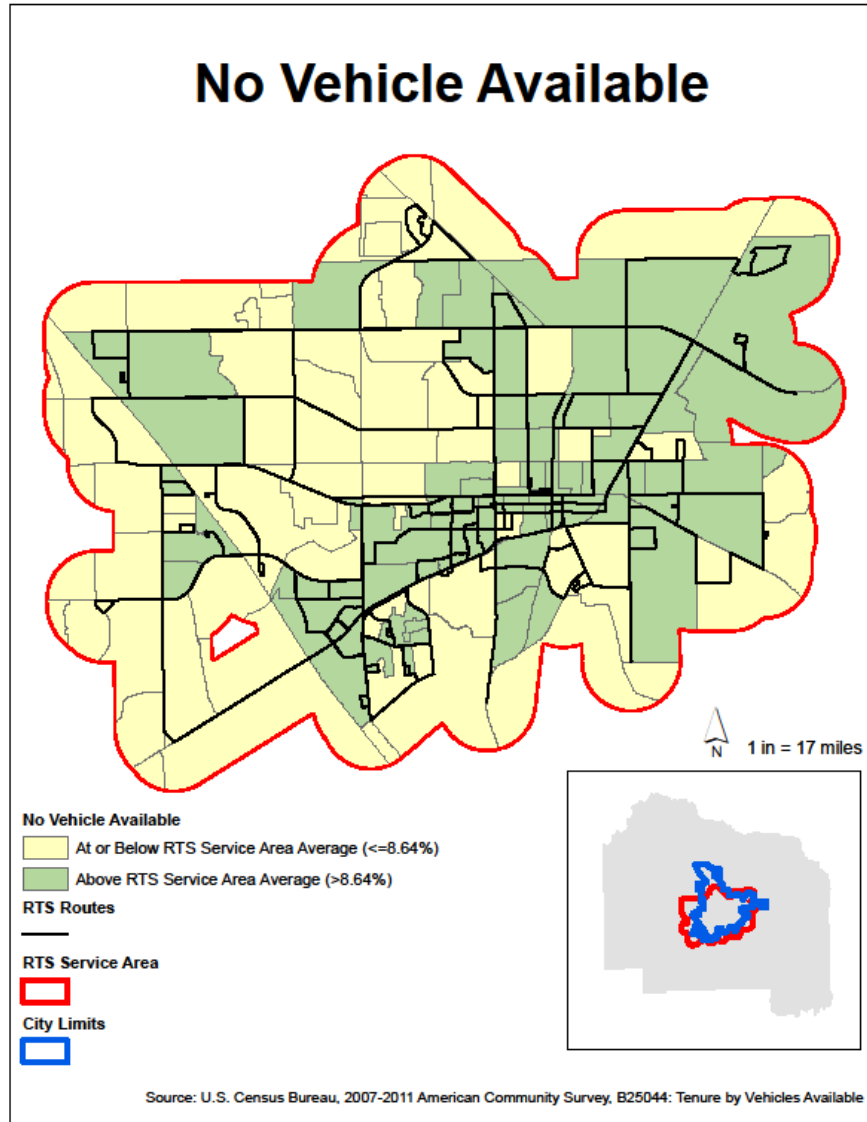 No Vehicle Available
N
1 in = 17 miles
No Vehicle Available
At or Below RTS Service Area Average (<=8.64%)
Above RTS Service Area Average (>8.64%)
RTS Routes
RTS Service Area
City Limits
Source: U.S. Census Bureau, 2007-2011 American Community Survey, B25044: Tenure by Vehicles Available